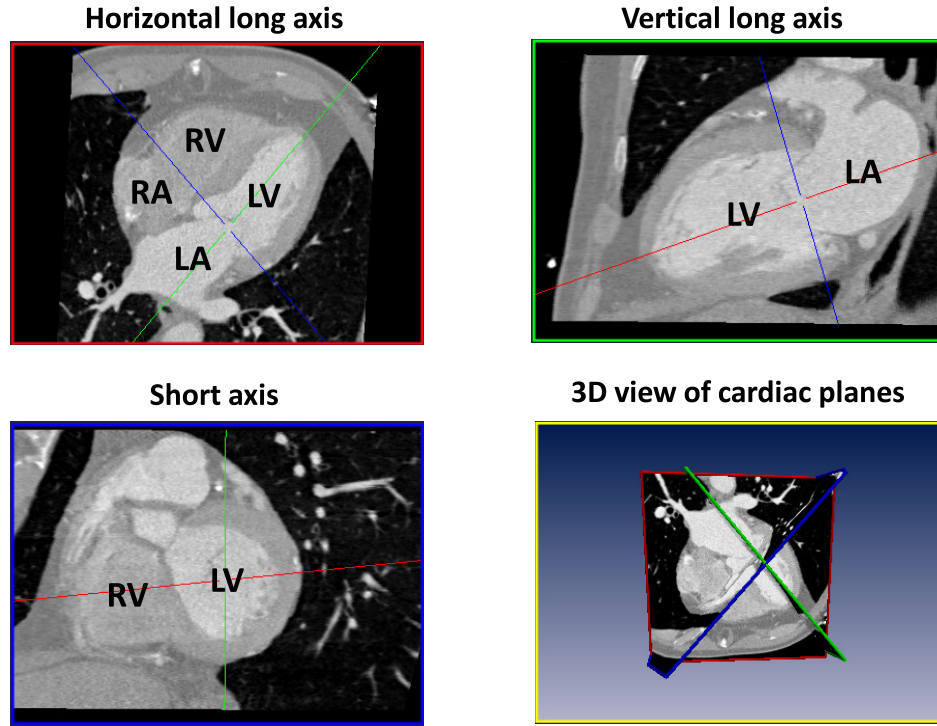 Horizontal long axis
Vertical long axis
RV
RA
LV
LA
LA
LV
Short axis
3D view of cardiac planes
LV
RV